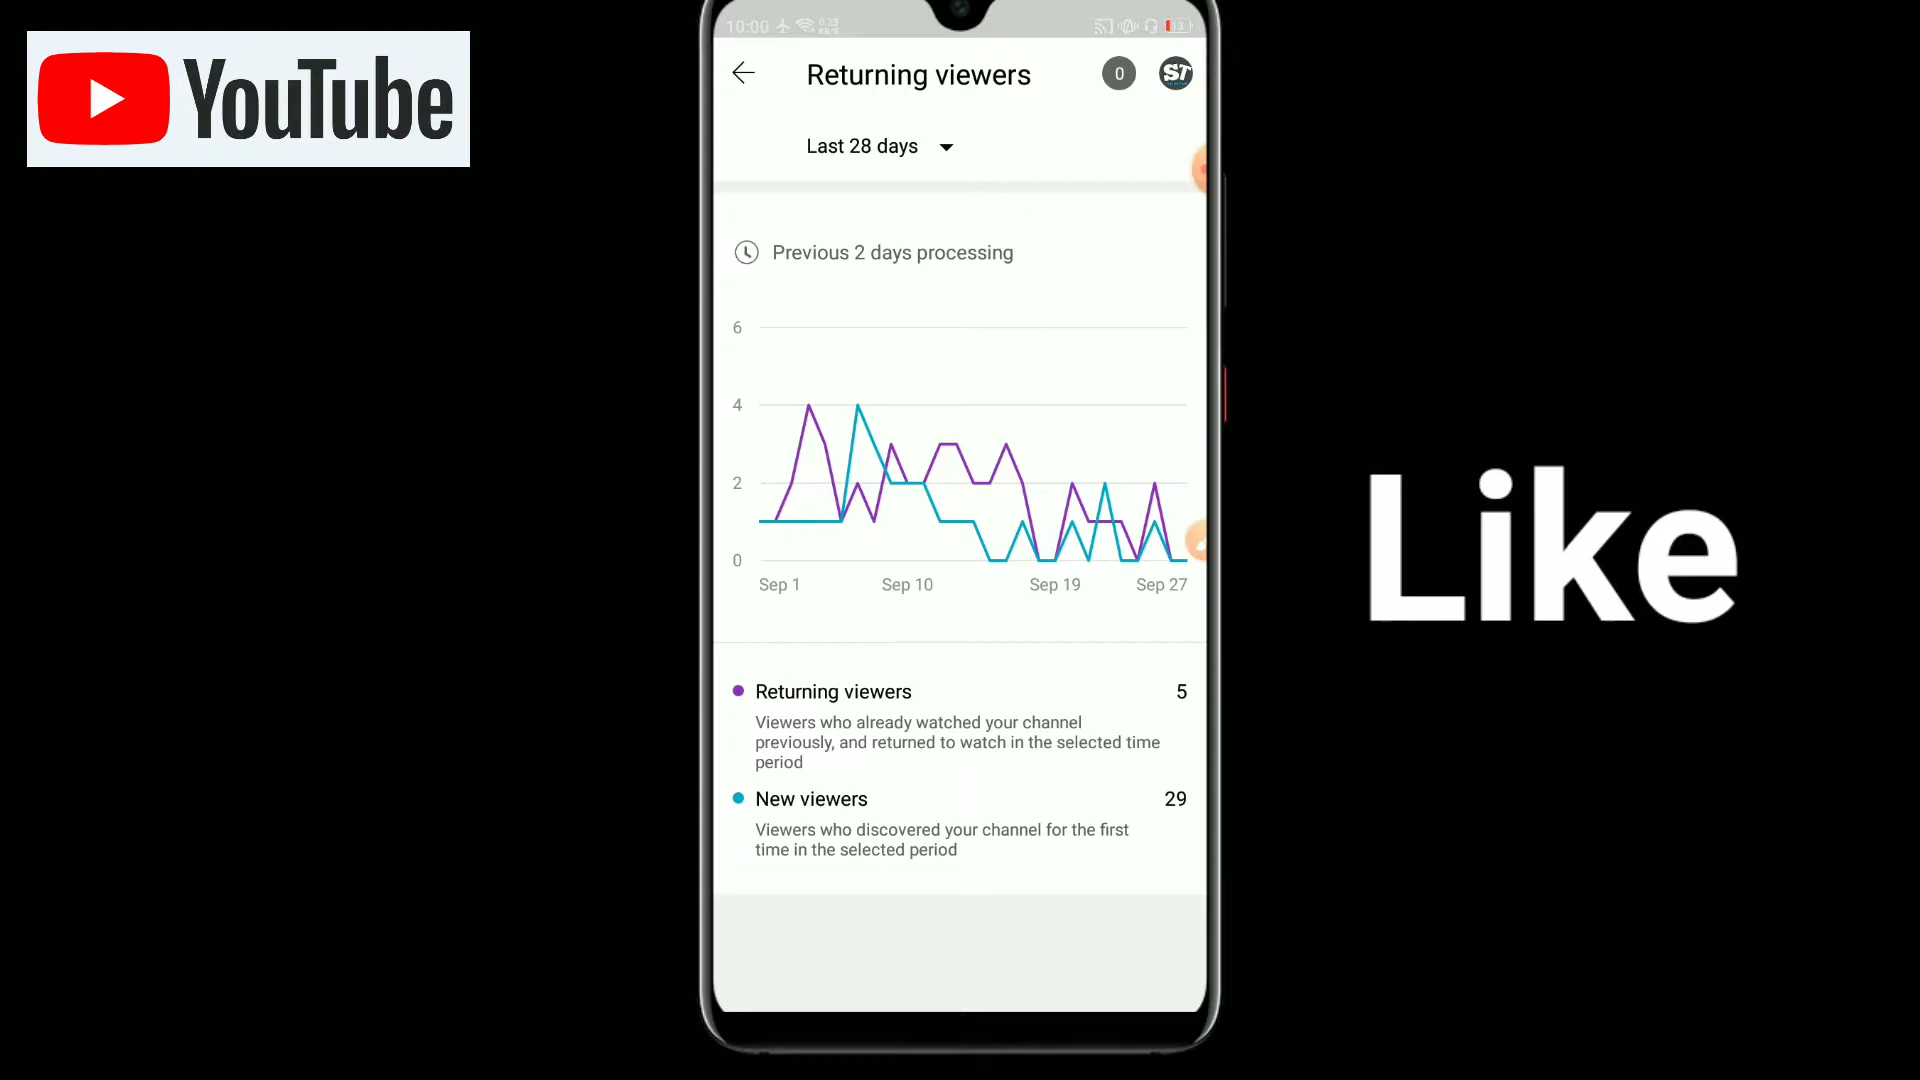 YouTube
10:00
Returning viewers
0
ST
Last 28 days
Previous 2 days processing
6
4
2
0
Sep 1
Sep 10
Sep 19
Sep 27
Like
Returning viewers
5
Viewers who already watched your channel
previously, and returned to watch in the selected time
period
New viewers
29
Viewers who discovered your channel for the first
time in the selected period